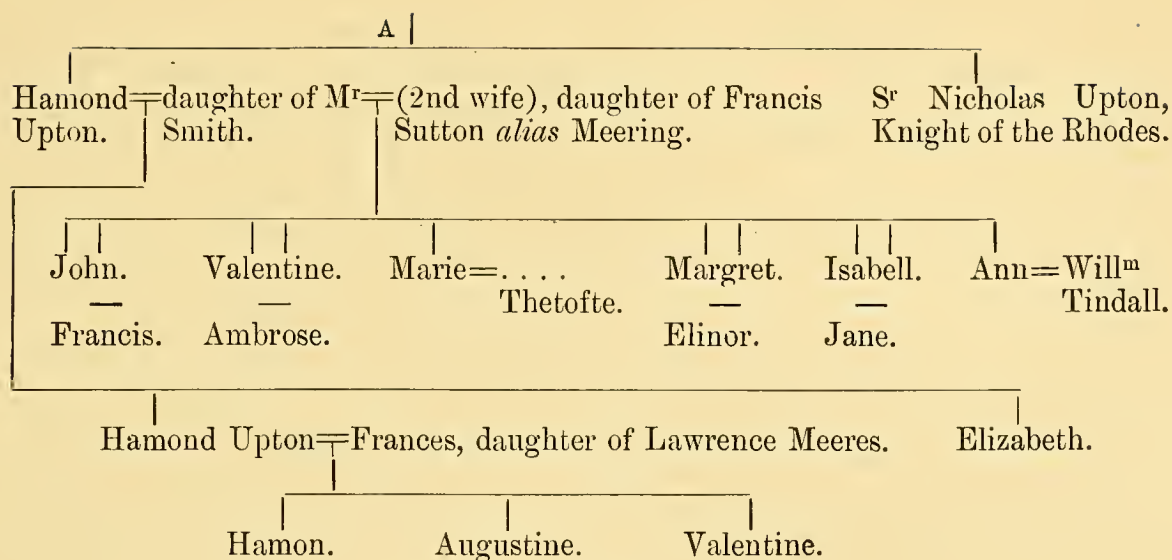 A
Hamond=daughter of Mʳ=(2nd wife), daughter of Francis Sʳ Nicholas Upton,
Upton. Smith. Sutton alias Meering. Knight of the Rhodes.
John. Valentine. Marie=. . . . Margret. Isabell. Ann=Willᵐ
— — Thetofte. — — Tindall.
Francis. Ambrose. Elinor. Jane.
Hamond Upton=Frances, daughter of Lawrence Meeres. Elizabeth.
Hamon. Augustine. Valentine.